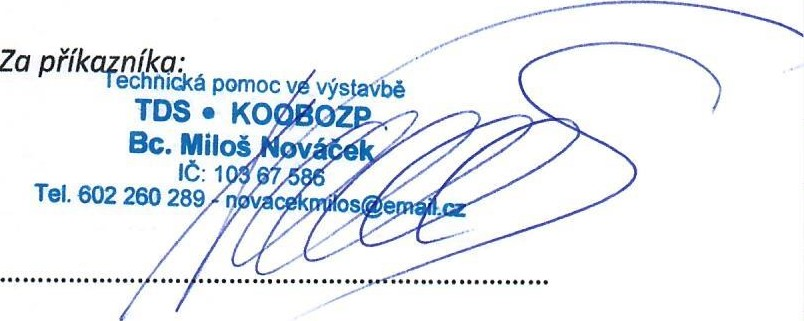 Za příkazníka:
Technická pomoc ve výstavbě
TDS • KOOBOZP
Bc. Miloš Nováček
IČ: 103 67 586
Tel. 602 260 289 - novacekmilos@email.cz